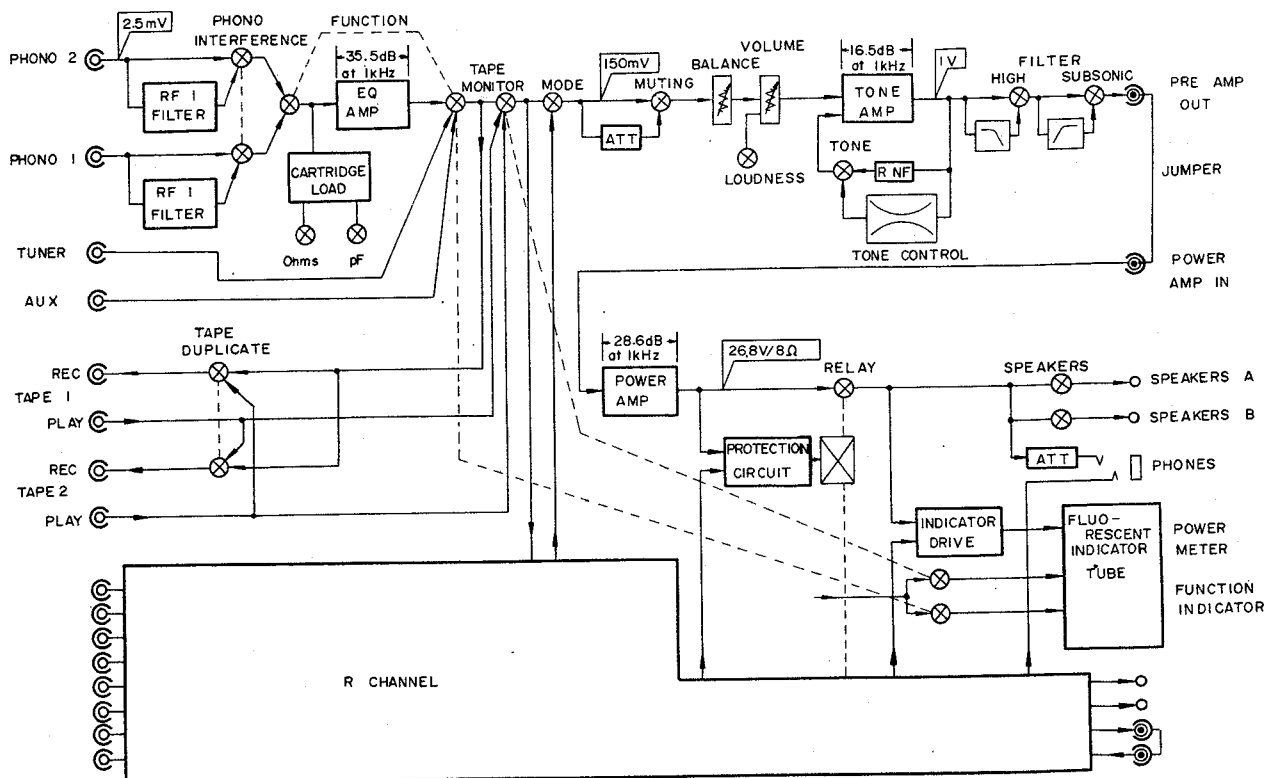 2.5mV
PHONO
INTERFERENCE
FUNCTION
35.5dB
at 1kHz
PHONO 2
RF I
FILTER
EQ
AMP
TAPE
MONITOR
MODE
150mV
MUTING
ATT
BALANCE
VOLUME
LOUDNESS
16.5dB
at 1kHz
TONE
AMP
1V
FILTER
HIGH
SUBSONIC
PRE AMP
OUT
PHONO 1
RF I
FILTER
CARTRIDGE
LOAD
Ohms
pF
TONE
R NF
TONE CONTROL
JUMPER
TUNER
AUX
POWER
AMP IN
TAPE
DUPLICATE
REC
TAPE 1
PLAY
REC
TAPE 2
PLAY
28.6dB
at 1kHz
POWER
AMP
26.8V/8Ω
RELAY
SPEAKERS
SPEAKERS A
SPEAKERS B
PROTECTION
CIRCUIT
ATT
PHONES
INDICATOR
DRIVE
FLUO-
RESCENT
INDICATOR
TUBE
POWER
METER
FUNCTION
INDICATOR
R CHANNEL